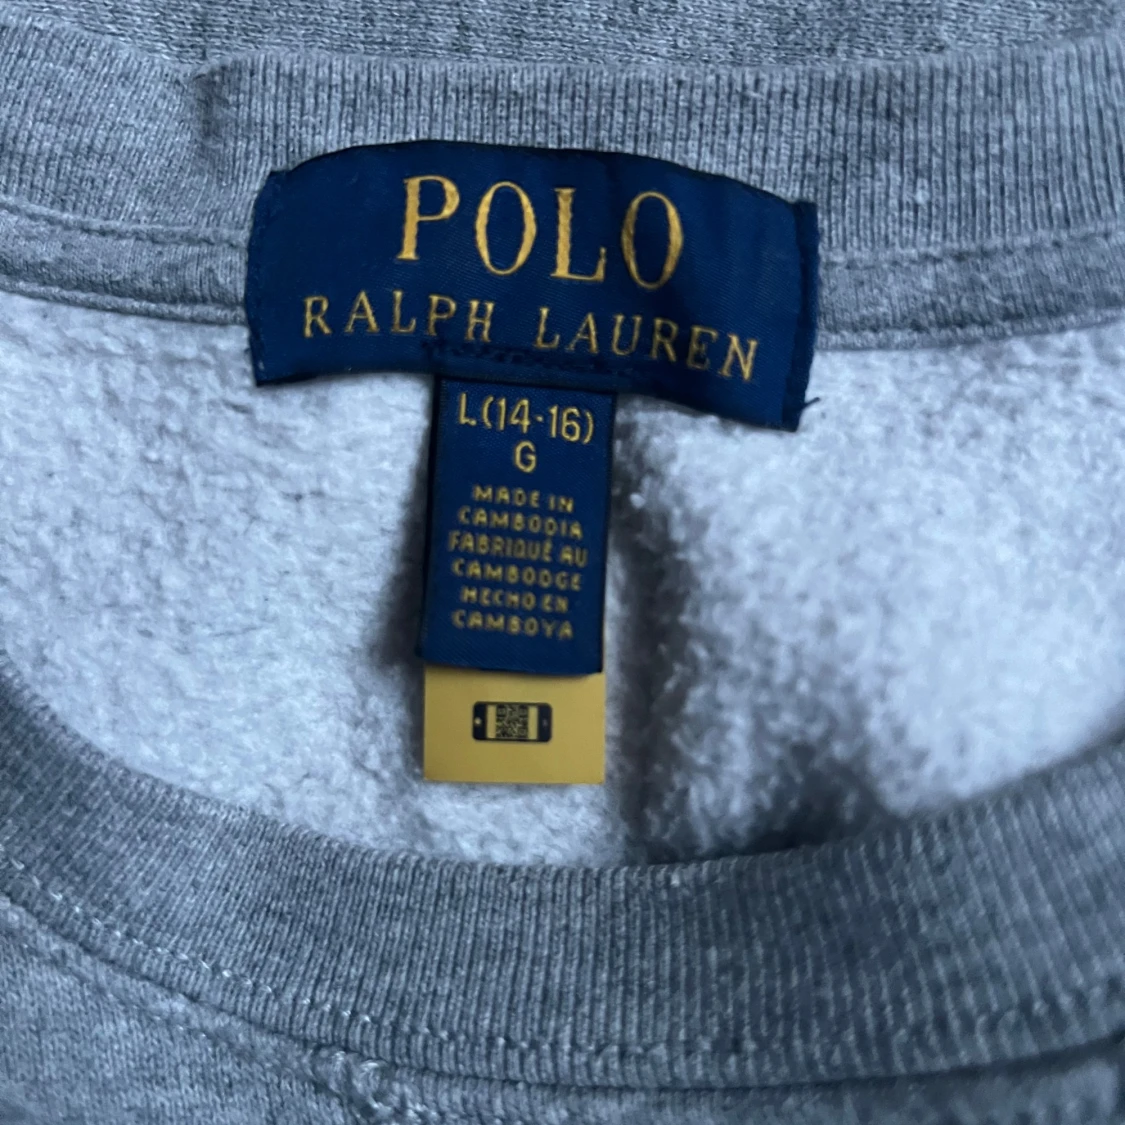 POLO
RALPH LAUREN
L(14-16)
G
MADE IN
CAMBODIA
FABRIQUÉ AU
CAMBODGE
HECHO EN
CAMBOYA